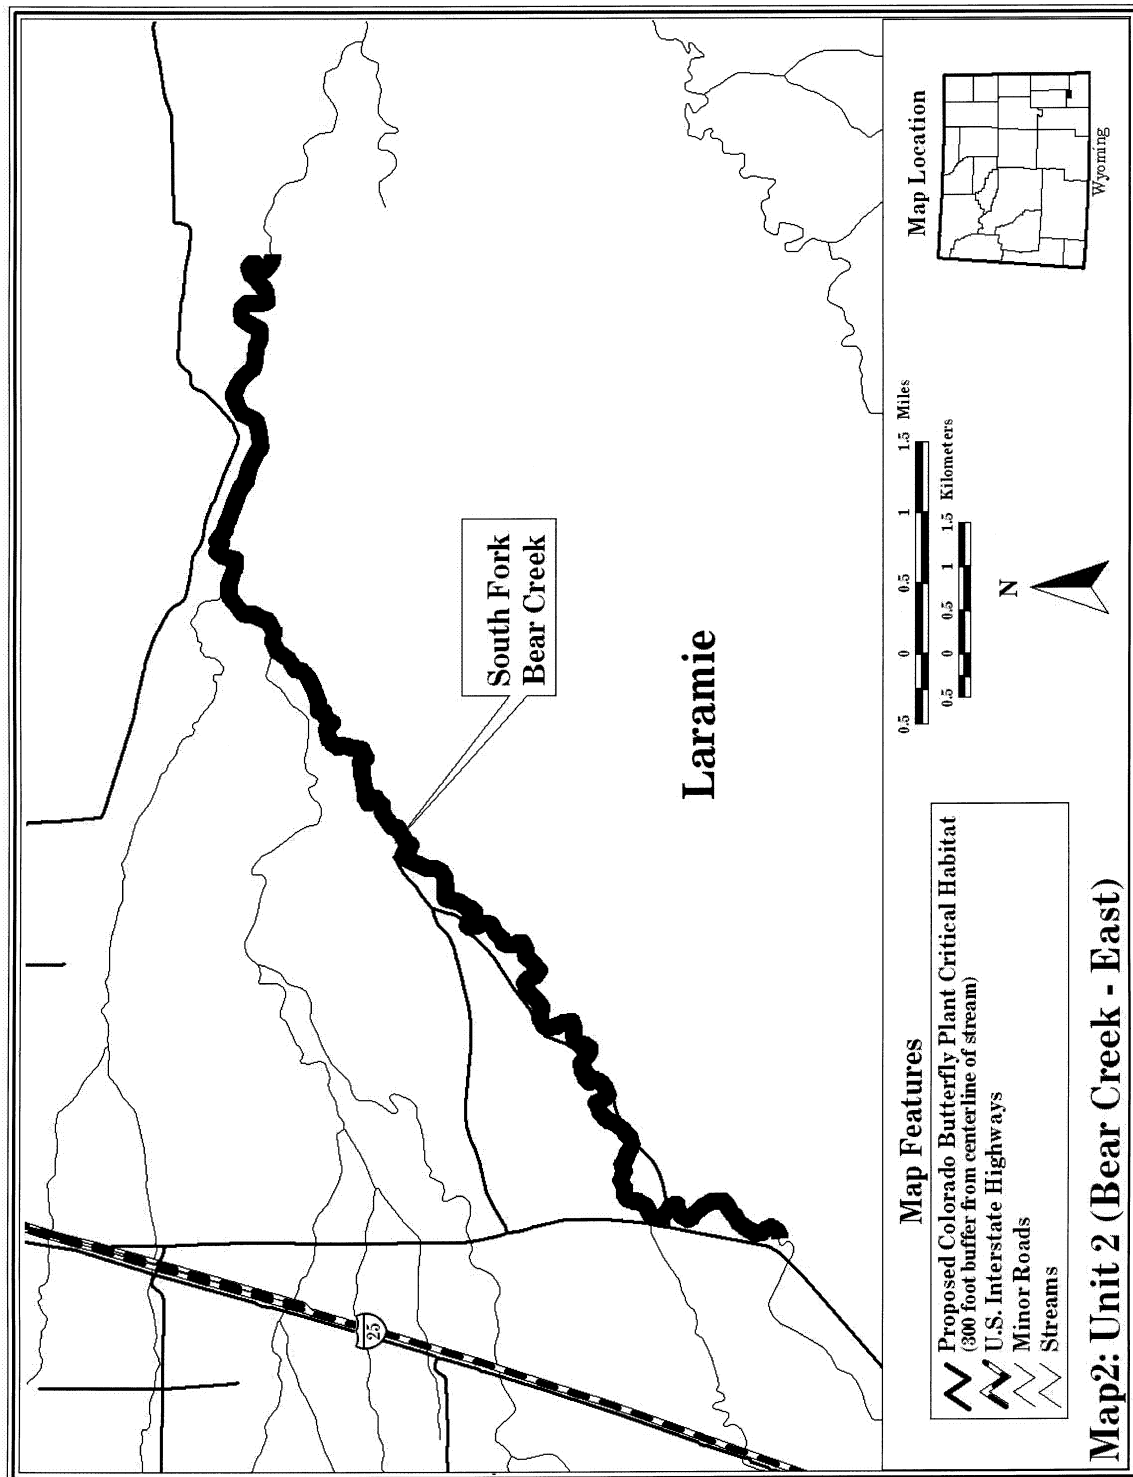 25
South Fork
Bear Creek
Laramie
Map Features
Proposed Colorado Butterfly Plant Critical Habitat
(300 foot buffer from centerline of stream)
U.S. Interstate Highways
Minor Roads
Streams
0.5 0 0.5 1 1.5 Miles
0.5 0 0.5 1 1.5 Kilometers
N
Map Location
Wyoming
Map2: Unit 2 (Bear Creek - East)